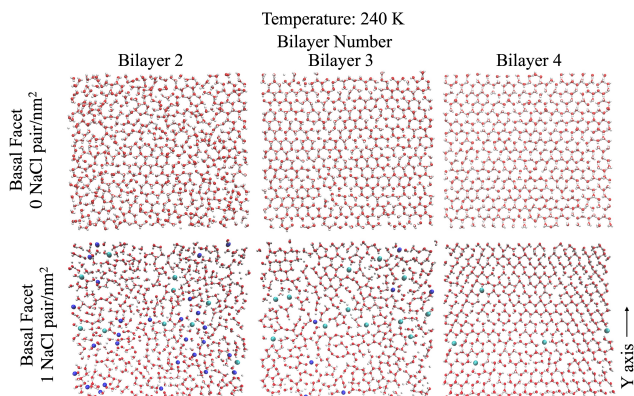 Temperature: 240 K
Bilayer Number
Bilayer 2
Bilayer 3
Bilayer 4
Basal Facet
0 NaCl pair/nm²
Basal Facet
1 NaCl pair/nm²
Y axis